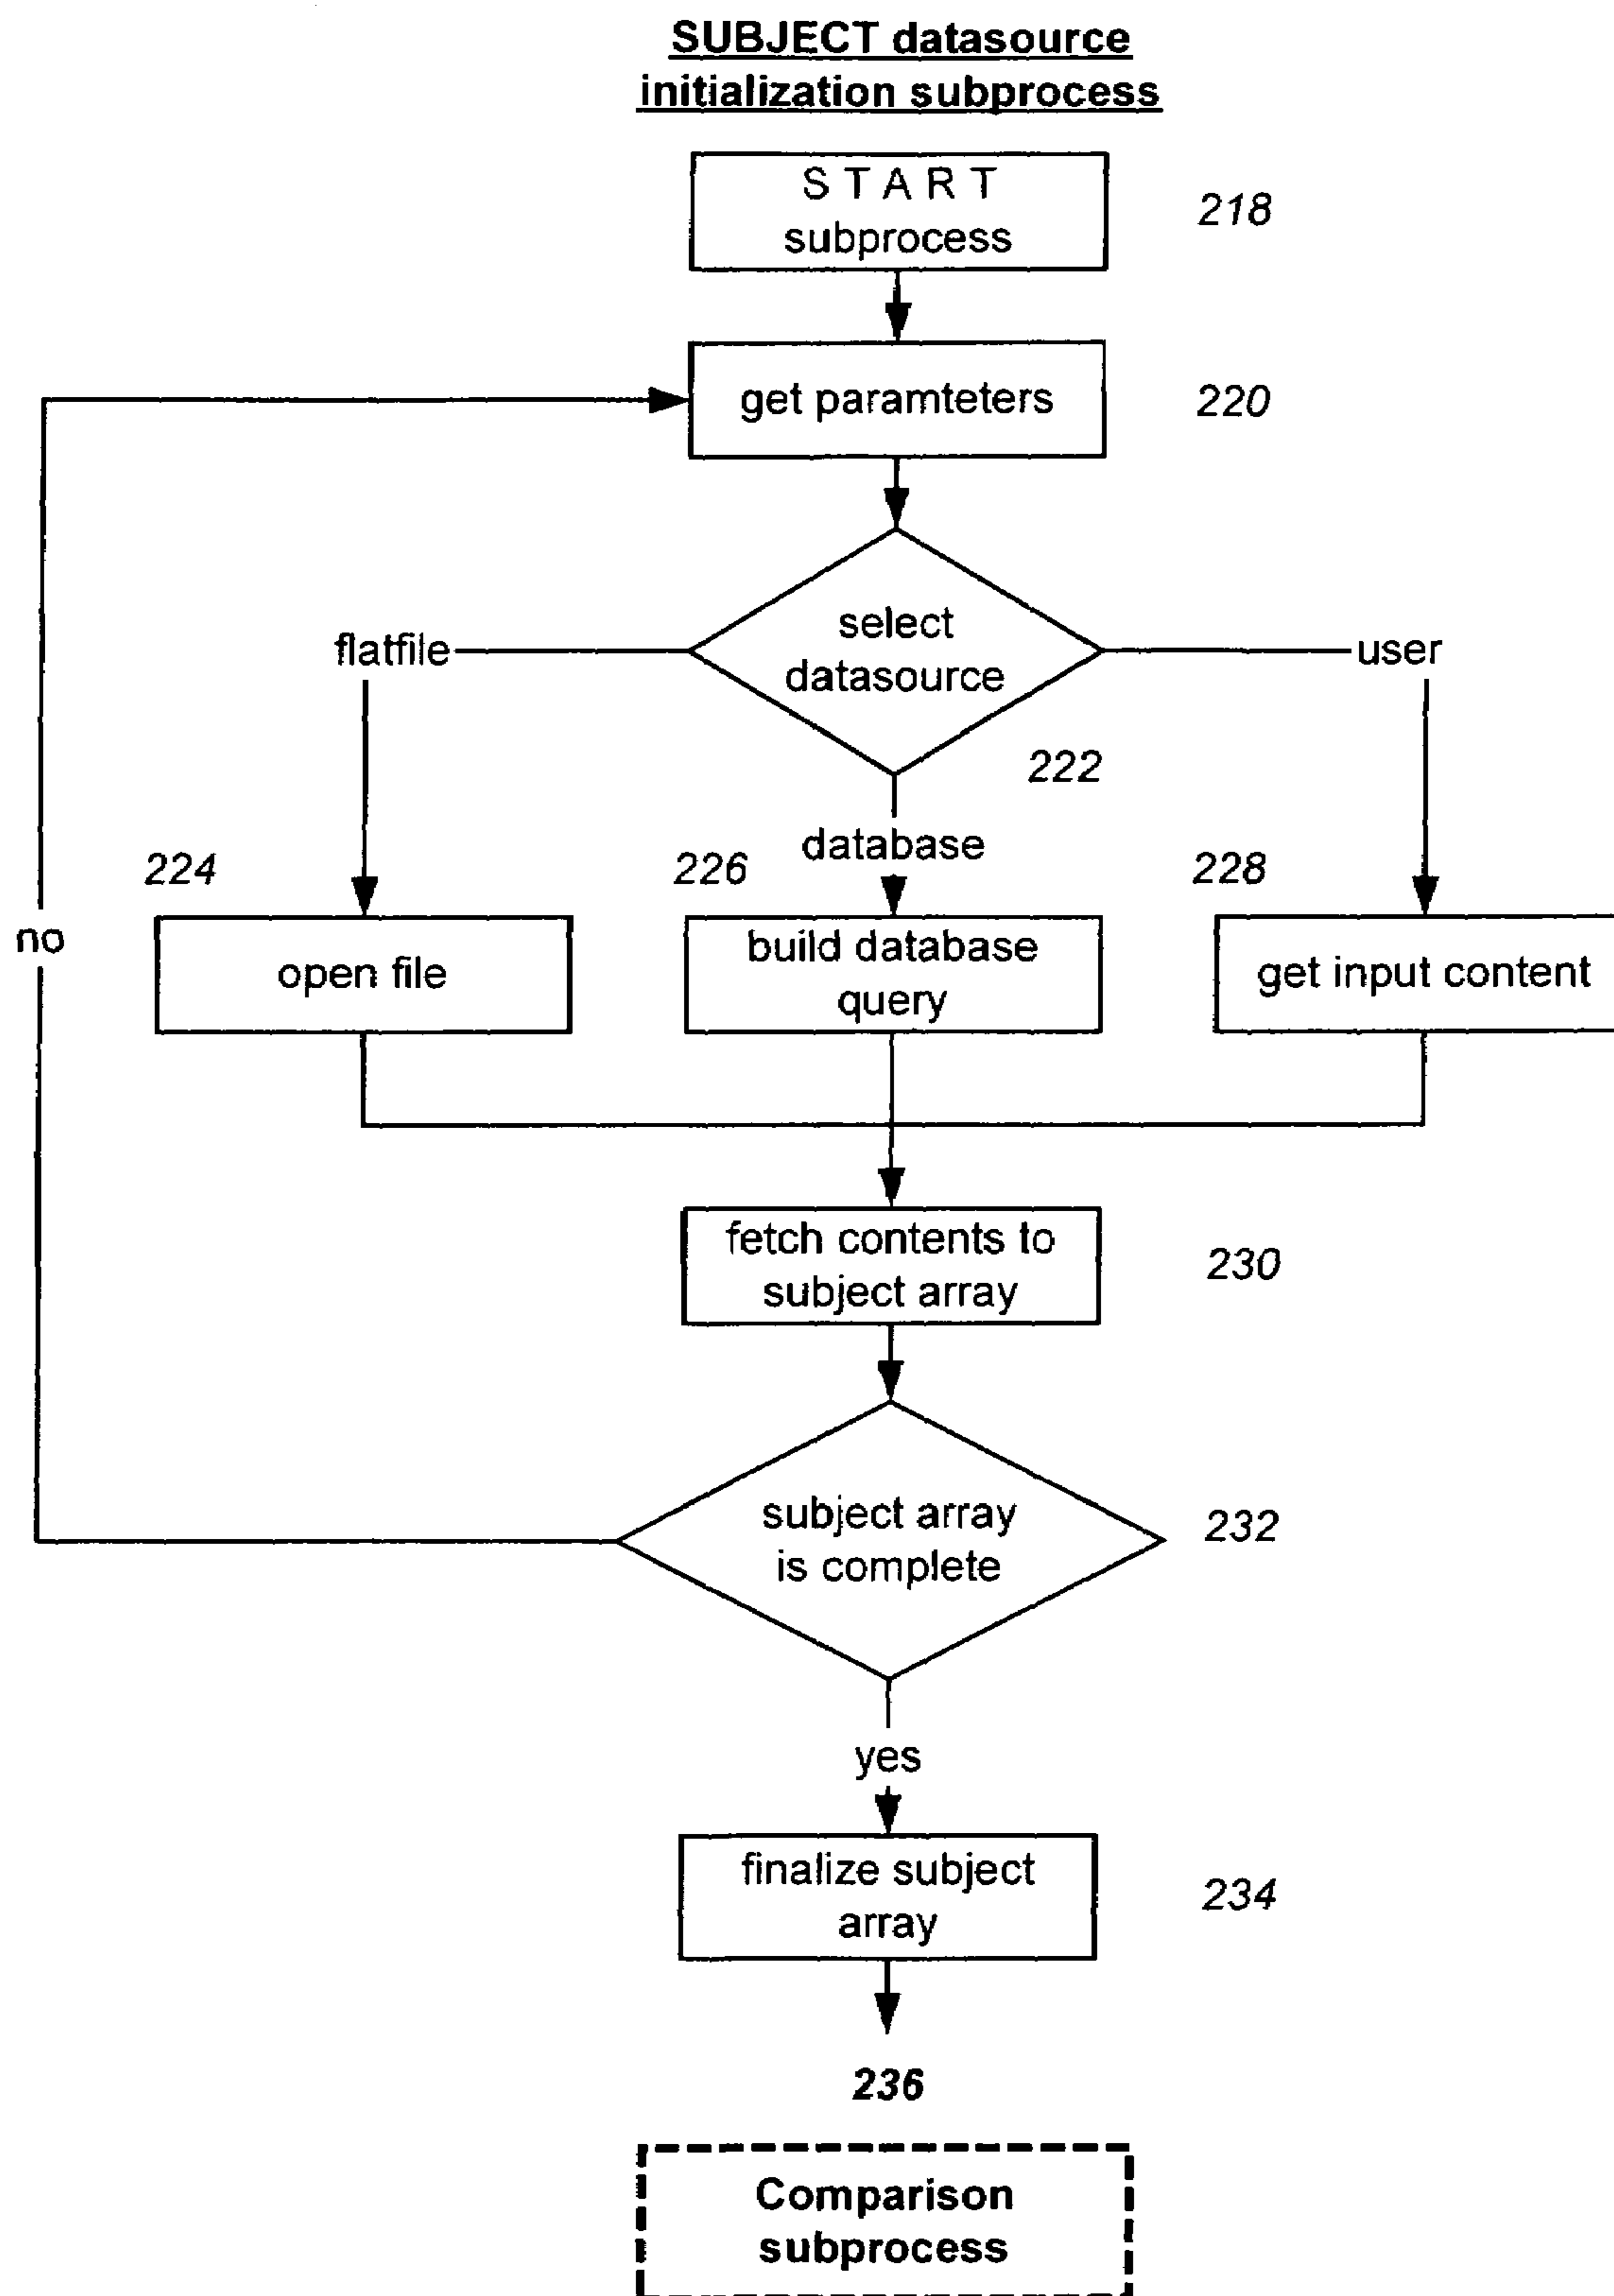 SUBJECT datasource
initialization subprocess
S T A R T
subprocess
218
get paramteters
220
select
datasource
flatfile
user
222
database
224
226
228
no
open file
build database
query
get input content
fetch contents to
subject array
230
subject array
is complete
232
yes
finalize subject
array
234
236
Comparison
subprocess